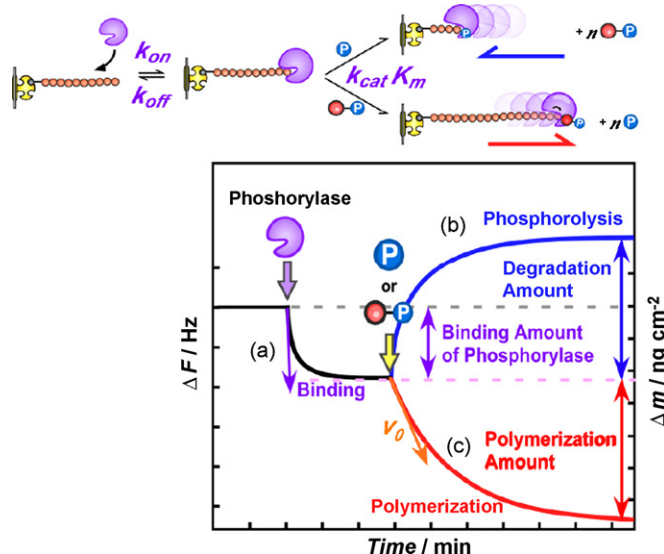 k_on
k_off
P
k_cat K_m
P
P
+ n P
P
+ n P
Phoshorylase
P
or
P
(a)
Binding
(b)
Phosphorolysis
Degradation
Amount
Binding Amount
of Phosphorylase
v_0
(c)
Polymerization
Amount
Polymerization
ΔF / Hz
Δm / ng cm⁻²
Time / min